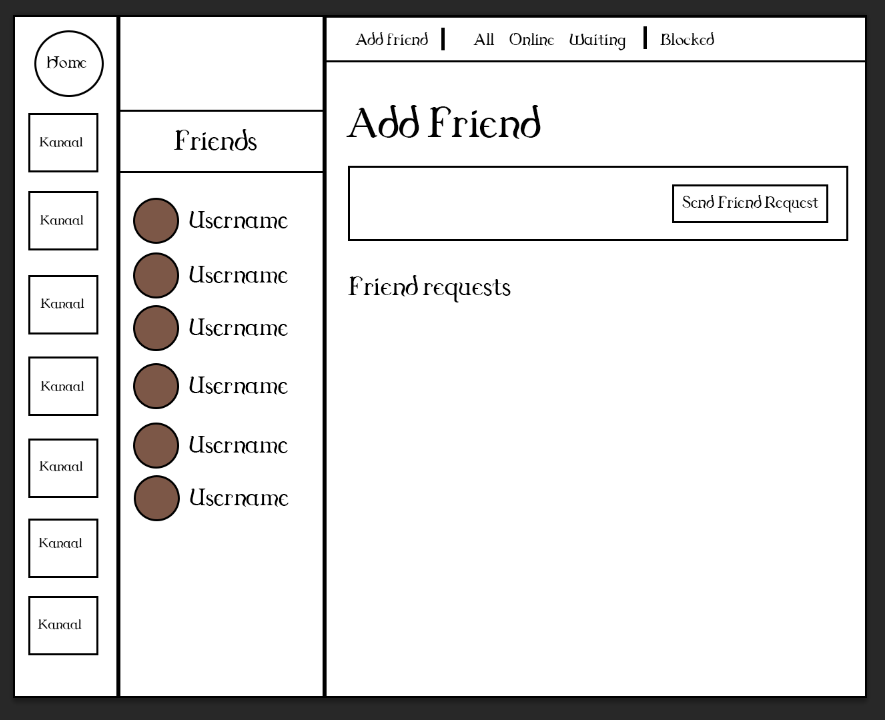 Home
Kanaal
Kanaal
Kanaal
Kanaal
Kanaal
Kanaal
Kanaal
Friends
Username
Username
Username
Username
Username
Username
Add friend All Online Waiting Blocked
Add Friend
Send Friend Request
Friend requests